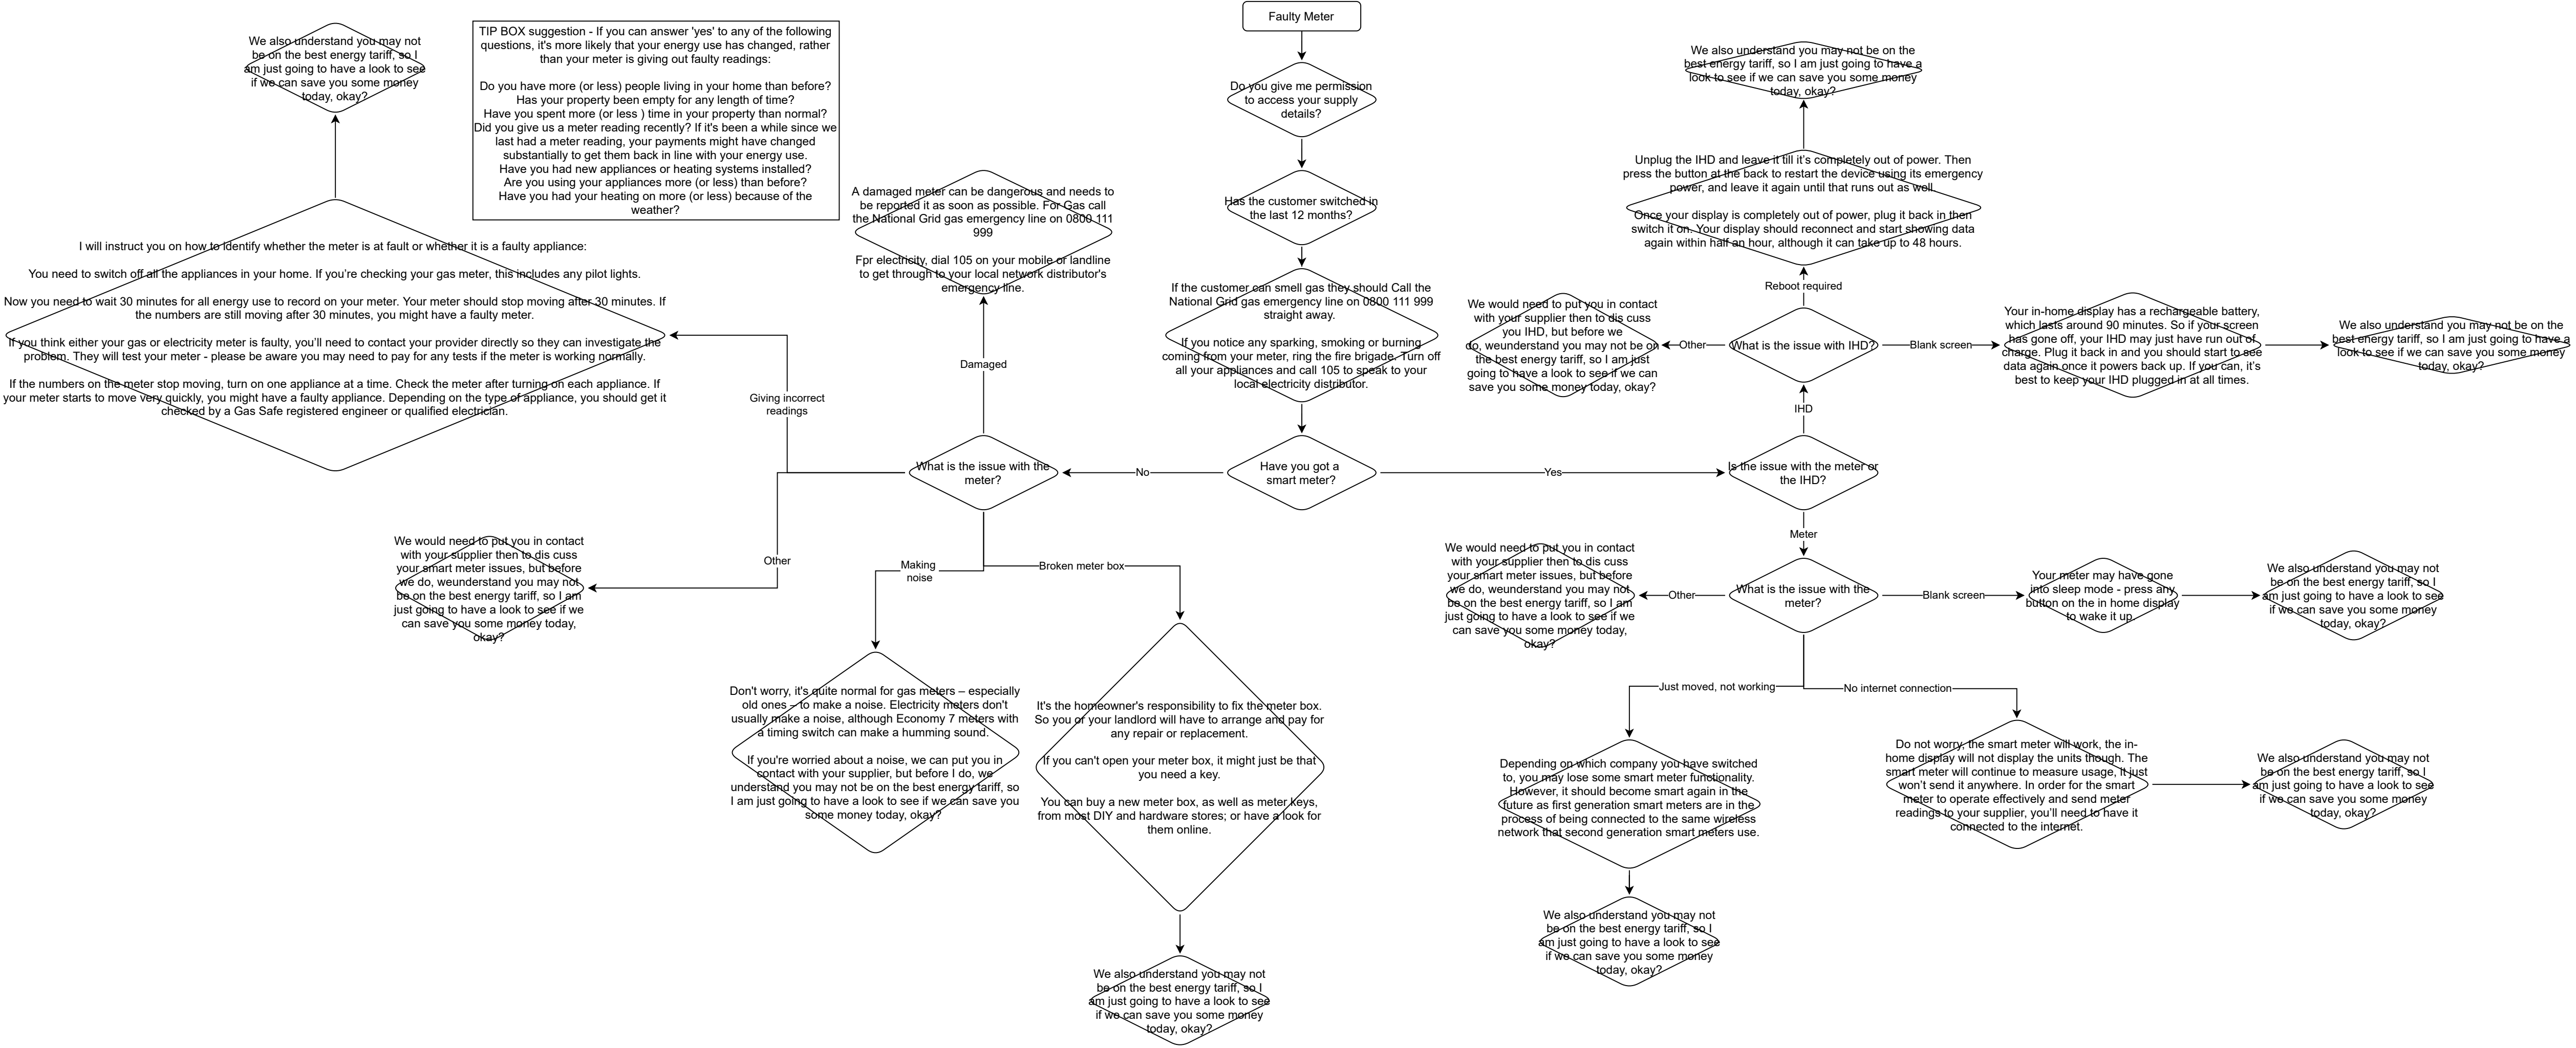 Faulty Meter
Do you give me permission
to access your supply
details?
Has the customer switched in
the last 12 months?
If the customer can smell gas they should Call the
National Grid gas emergency line on 0800 111 999
straight away.
If you notice any sparking, smoking or burning
coming from your meter, ring the fire brigade. Turn off
all your appliances and call 105 to speak to your
local electricity distributor.
Have you got a
smart meter?
No
Yes
What is the issue with the
meter?
Damaged
A damaged meter can be dangerous and needs to
be reported it as soon as possible. For Gas call
the National Grid gas emergency line on 0800 111
999
Fpr electricity, dial 105 on your mobile or landline
to get through to your local network distributor's
emergency line.
TIP BOX suggestion - If you can answer 'yes' to any of the following
questions, it's more likely that your energy use has changed, rather
than your meter is giving out faulty readings:
Do you have more (or less) people living in your home than before?
Has your property been empty for any length of time?
Have you spent more (or less ) time in your property than normal?
Did you give us a meter reading recently? If it's been a while since we
last had a meter reading, your payments might have changed
substantially to get them back in line with your energy use.
Have you had new appliances or heating systems installed?
Are you using your appliances more (or less) than before?
Have you had your heating on more (or less) because of the
weather?
Giving incorrect
readings
I will instruct you on how to identify whether the meter is at fault or whether it is a faulty appliance:
You need to switch off all the appliances in your home. If you're checking your gas meter, this includes any pilot lights.
Now you need to wait 30 minutes for all energy use to record on your meter. Your meter should stop moving after 30 minutes. If
the numbers are still moving after 30 minutes, you might have a faulty meter.
If you think either your gas or electricity meter is faulty, you'll need to contact your provider directly so they can investigate the
problem. They will test your meter - please be aware you may need to pay for any tests if the meter is working normally.
If the numbers on the meter stop moving, turn on one appliance at a time. Check the meter after turning on each appliance. If
your meter starts to move very quickly, you might have a faulty appliance. Depending on the type of appliance, you should get it
checked by a Gas Safe registered engineer or qualified electrician.
We also understand you may not
be on the best energy tariff, so I
am just going to have a look to see
if we can save you some money
today, okay?
Other
We would need to put you in contact
with your supplier then to dis cuss
your smart meter issues, but before
we do, weunderstand you may not
be on the best energy tariff, so I am
just going to have a look to see if we
can save you some money today,
okay?
Making
noise
Don't worry, it's quite normal for gas meters – especially
old ones – to make a noise. Electricity meters don't
usually make a noise, although Economy 7 meters with
a timing switch can make a humming sound.
If you're worried about a noise, we can put you in
contact with your supplier, but before I do, we
understand you may not be on the best energy tariff, so
I am just going to have a look to see if we can save you
some money today, okay?
Broken meter box
It's the homeowner's responsibility to fix the meter box.
So you or your landlord will have to arrange and pay for
any repair or replacement.
If you can't open your meter box, it might just be that
you need a key.
You can buy a new meter box, as well as meter keys,
from most DIY and hardware stores; or have a look for
them online.
We also understand you may not
be on the best energy tariff, so I
am just going to have a look to see
if we can save you some money
today, okay?
Is the issue with the meter or
the IHD?
IHD
What is the issue with IHD?
Reboot required
Unplug the IHD and leave it till it's completely out of power. Then
press the button at the back to restart the device using its emergency
power, and leave it again until that runs out as well.
Once your display is completely out of power, plug it back in then
switch it on. Your display should reconnect and start showing data
again within half an hour, although it can take up to 48 hours.
We also understand you may not be on the
best energy tariff, so I am just going to have a
look to see if we can save you some money
today, okay?
Other
We would need to put you in contact
with your supplier then to dis cuss
you IHD, but before we
do, weunderstand you may not be on
the best energy tariff, so I am just
going to have a look to see if we can
save you some money today, okay?
Blank screen
Your in-home display has a rechargeable battery,
which lasts around 90 minutes. So if your screen
has gone off, your IHD may just have run out of
charge. Plug it back in and you should start to see
data again once it powers back up. If you can, it's
best to keep your IHD plugged in at all times.
We also understand you may not be on the
best energy tariff, so I am just going to have a
look to see if we can save you some money
today, okay?
Meter
What is the issue with the
meter?
Other
We would need to put you in contact
with your supplier then to dis cuss
your smart meter issues, but before
we do, weunderstand you may not
be on the best energy tariff, so I am
just going to have a look to see if we
can save you some money today,
okay?
Blank screen
Your meter may have gone
into sleep mode - press any
button on the in home display
to wake it up.
We also understand you may not
be on the best energy tariff, so I
am just going to have a look to see
if we can save you some money
today, okay?
Just moved, not working
Depending on which company you have switched
to, you may lose some smart meter functionality.
However, it should become smart again in the
future as first generation smart meters are in the
process of being connected to the same wireless
network that second generation smart meters use.
We also understand you may not
be on the best energy tariff, so I
am just going to have a look to see
if we can save you some money
today, okay?
No internet connection
Do not worry, the smart meter will work, the in-
home display will not display the units though. The
smart meter will continue to measure usage, it just
won't send it anywhere. In order for the smart
meter to operate effectively and send meter
readings to your supplier, you'll need to have it
connected to the internet.
We also understand you may not
be on the best energy tariff, so I
am just going to have a look to see
if we can save you some money
today, okay?